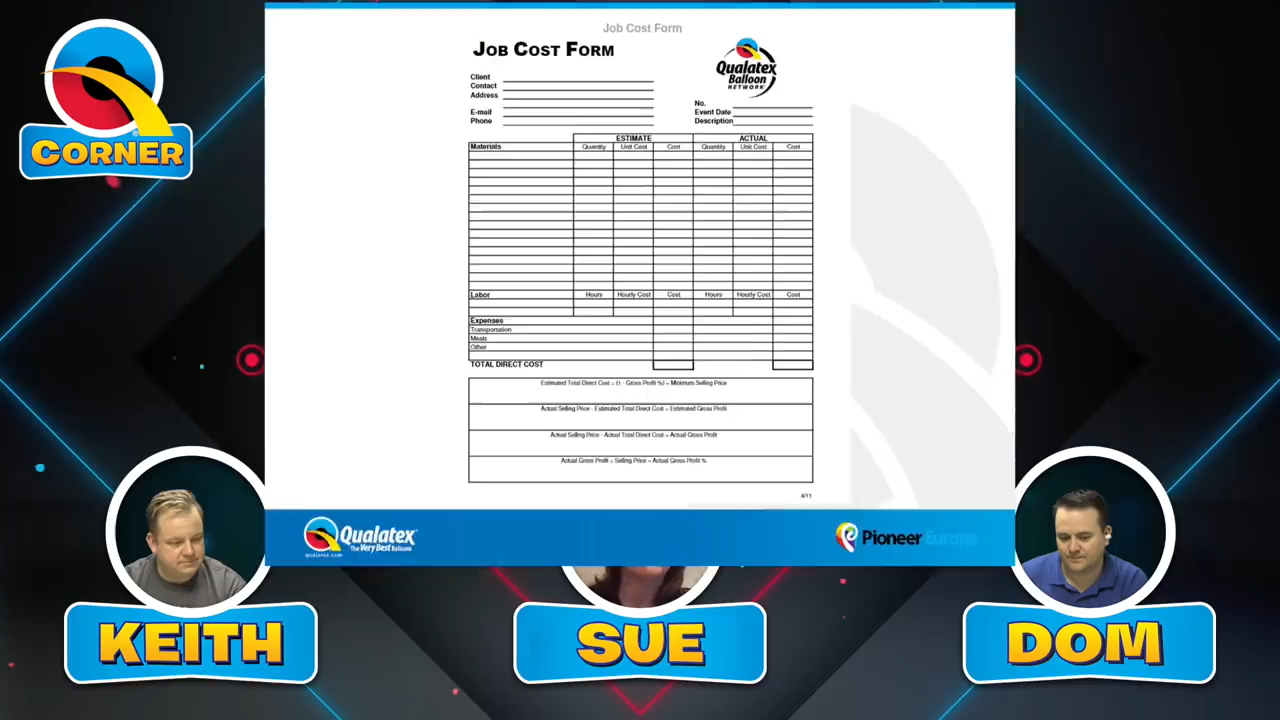 Job Cost Form
JOB COST FORM
Qualatex
Balloon
NETWORK
CORNER
Client
Contact
Address
E-mail
Phone
No.
Event Date
Description
ESTIMATE ACTUAL
Materials Quantity Unit Cost Cost Quantity Unit Cost Cost
Labor Hours Hourly Cost Cost Hours Hourly Cost Cost
Expenses
Transportation
Meals
Other
TOTAL DIRECT COST
Estimated Total Direct Cost ÷ (1 - Gross Profit %) = Minimum Selling Price
Actual Selling Price - Estimated Total Direct Cost = Estimated Gross Profit
Actual Selling Price - Actual Total Direct Cost = Actual Gross Profit
Actual Gross Profit ÷ Selling Price = Actual Gross Profit %
Qualatex
The Very Best Balloons
qualatex.com
Pioneer Europe
KEITH
SUE
DOM